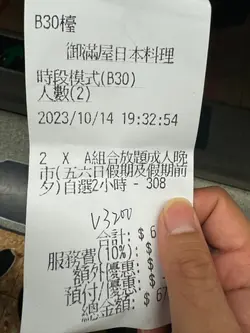 B30檯
御滿屋日本料理
時段模式(B30)
人數(2)
2023/10/14 19:32:54
2 X A組合放題成人晚
市(五六日假期及假期前
夕)自選2小時 - 308
V3200
合計: $ 6
服務費(10%): $
額外優惠: $
預付/優惠: $
總金額: $ 67